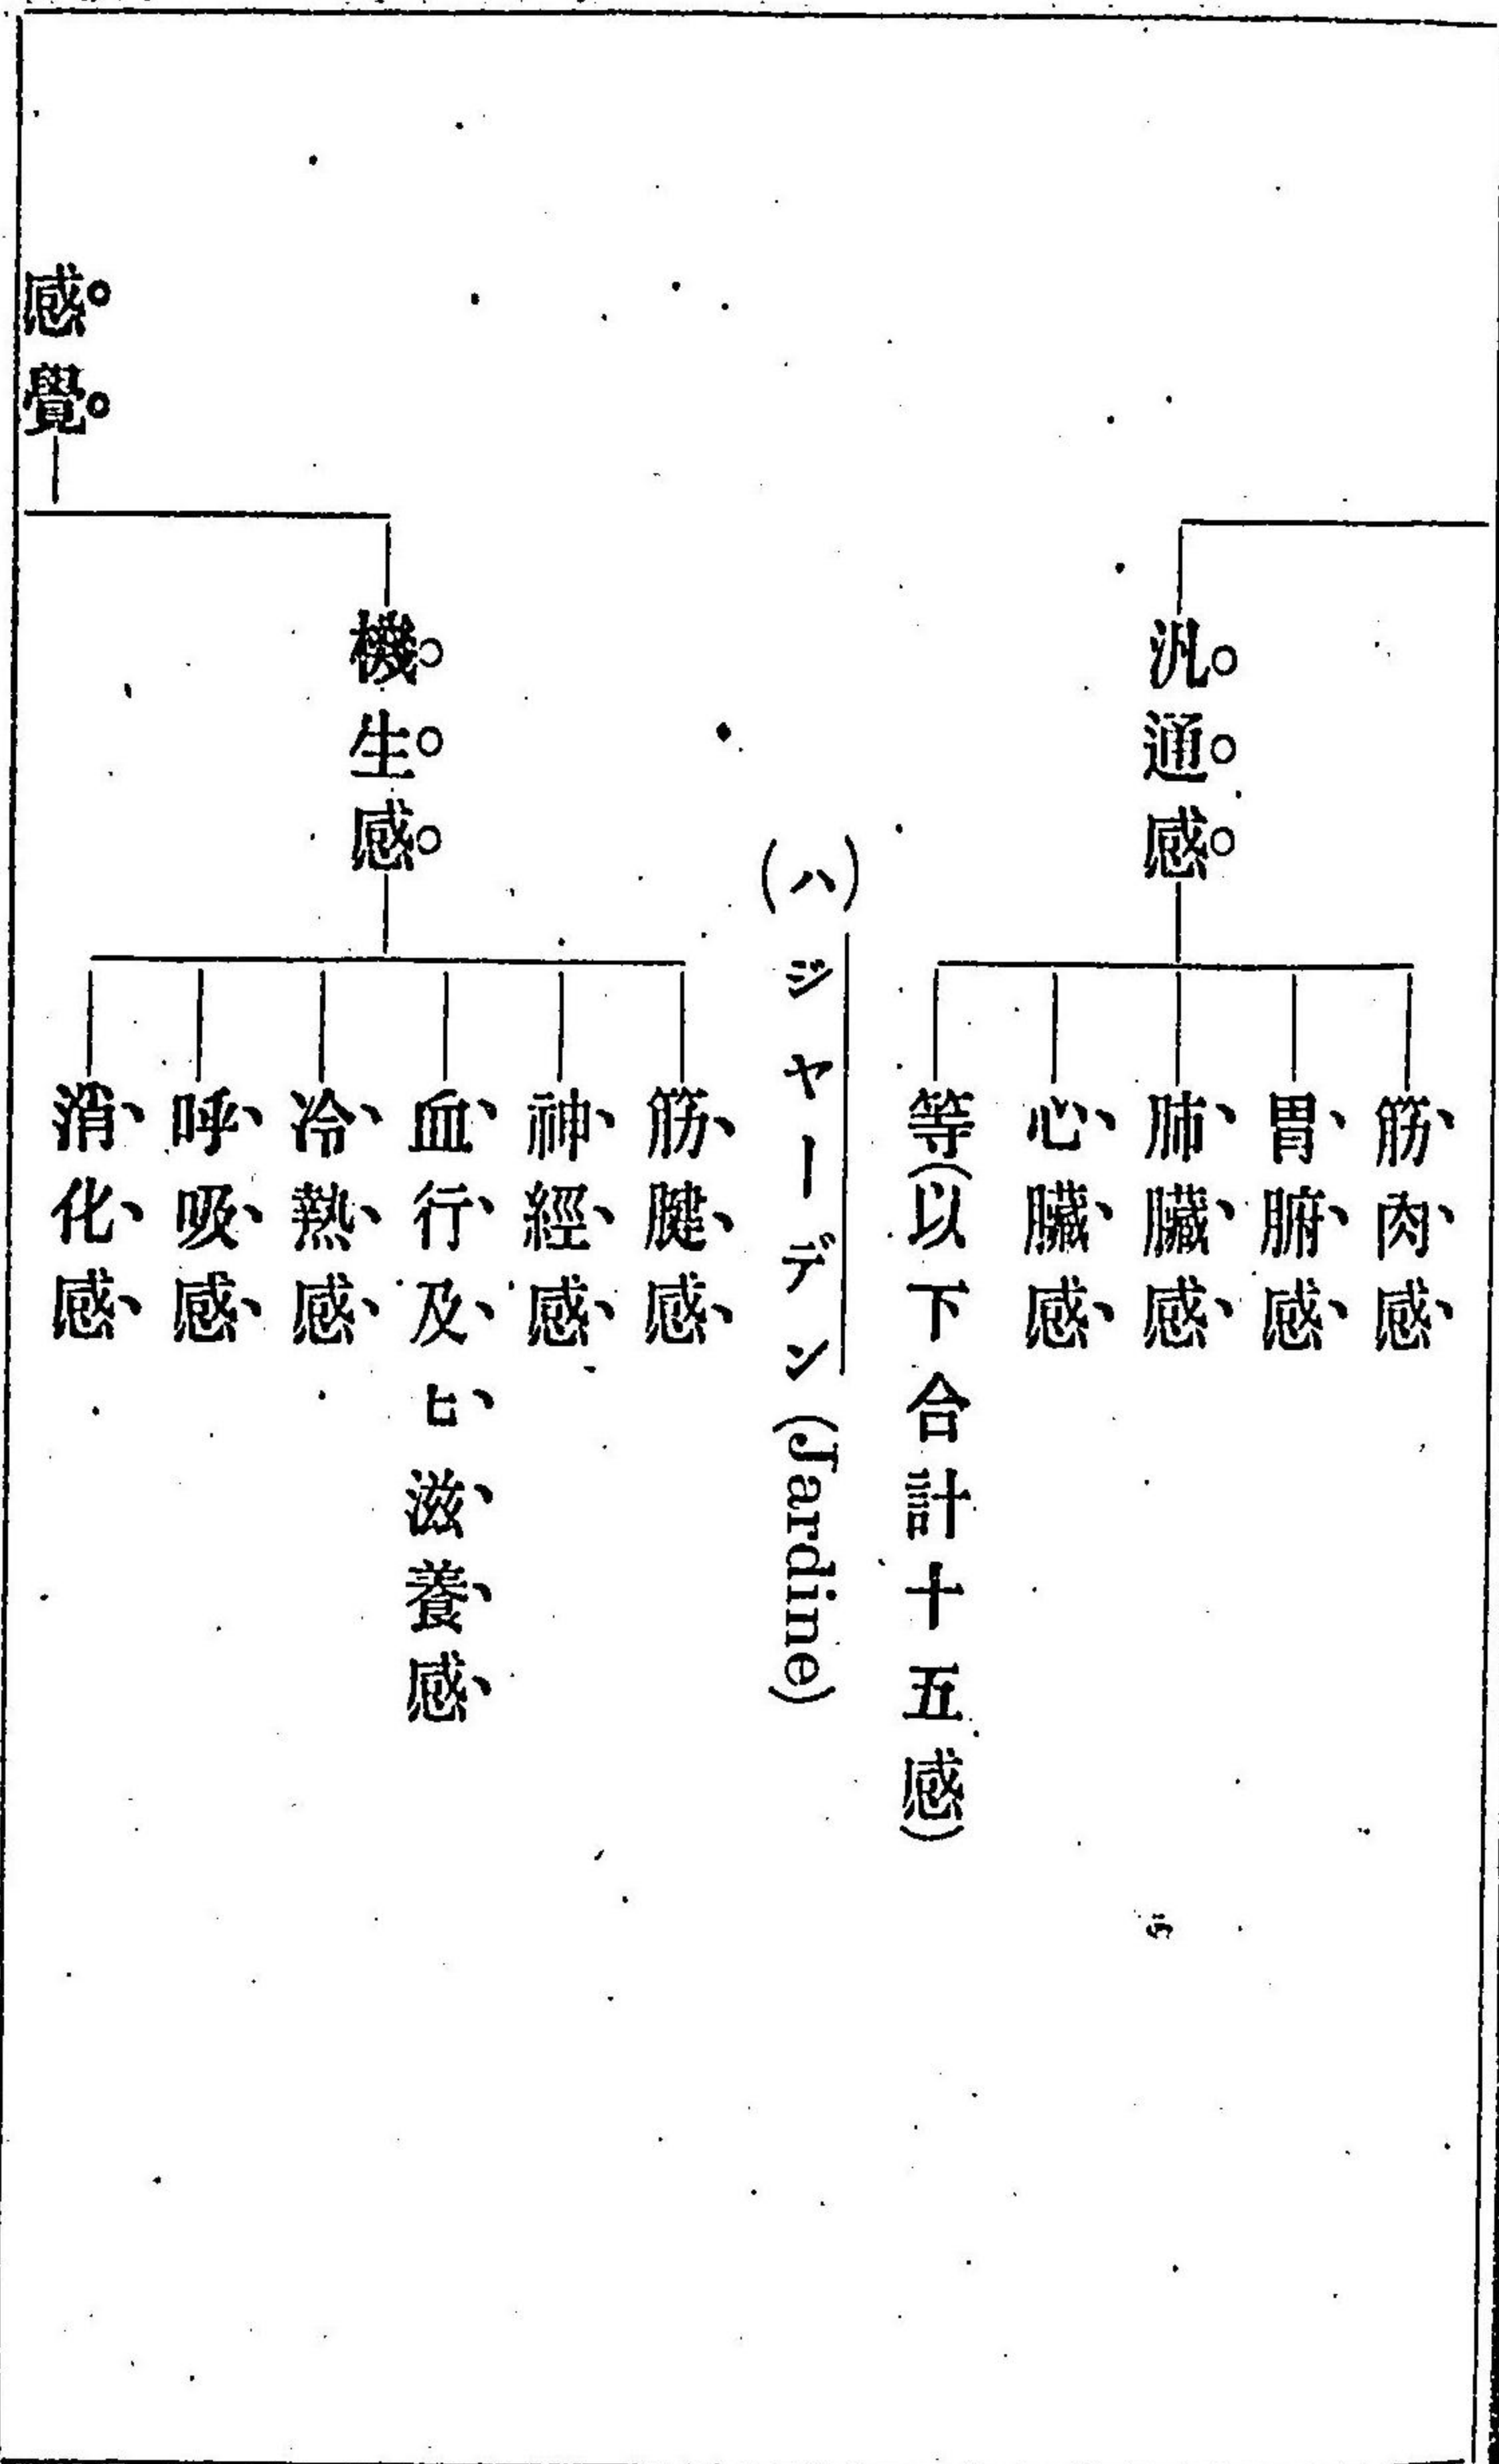 汎通感
筋肉、感、
胃、腑、感、
肺、臟、感、
心、臟、感、
等(以下合計十五感)
(ハ)ジヤーデン(Jardine)
感。覺。
機。生。感。
筋、腱、感、
神、經、感、
血、行、及、ヒ、滋、養、感、
冷、熱、感、
呼、吸、感、
消、化、感、